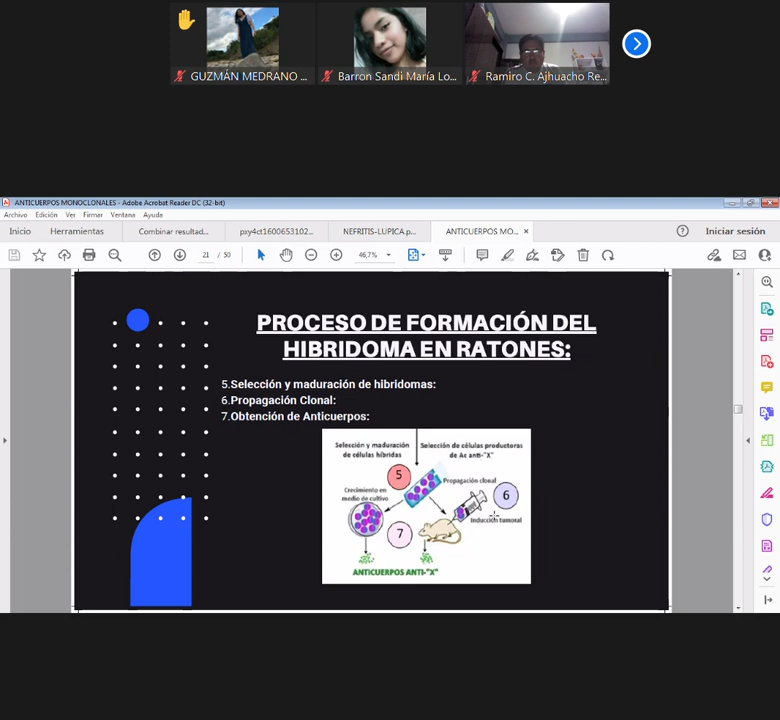 GUZMÁN MEDRANO ...
Barron Sandi María Lo...
Ramiro C. Ajhuacho Re...
ANTICUERPOS MONOCLONALES - Adobe Acrobat Reader DC (32-bit)
Archivo Edición Ver Firmar Ventana Ayuda
Inicio Herramientas Combinar resultad... psy4ct1600653102... NEFRITIS-LUPICA.p... ANTICUERPOS MO... × Iniciar sesión
21 / 50 46,7%
PROCESO DE FORMACIÓN DEL
HIBRIDOMA EN RATONES:
5.Selección y maduración de hibridomas:
6.Propagación Clonal:
7.Obtención de Anticuerpos:
Selección y maduración
de células híbridas
Selección de células productoras
de Ac anti-"X"
5
Propagación clonal
Crecimiento en
medio de cultivo
6
Inducción tumoral
7
ANTICUERPOS ANTI-"X"